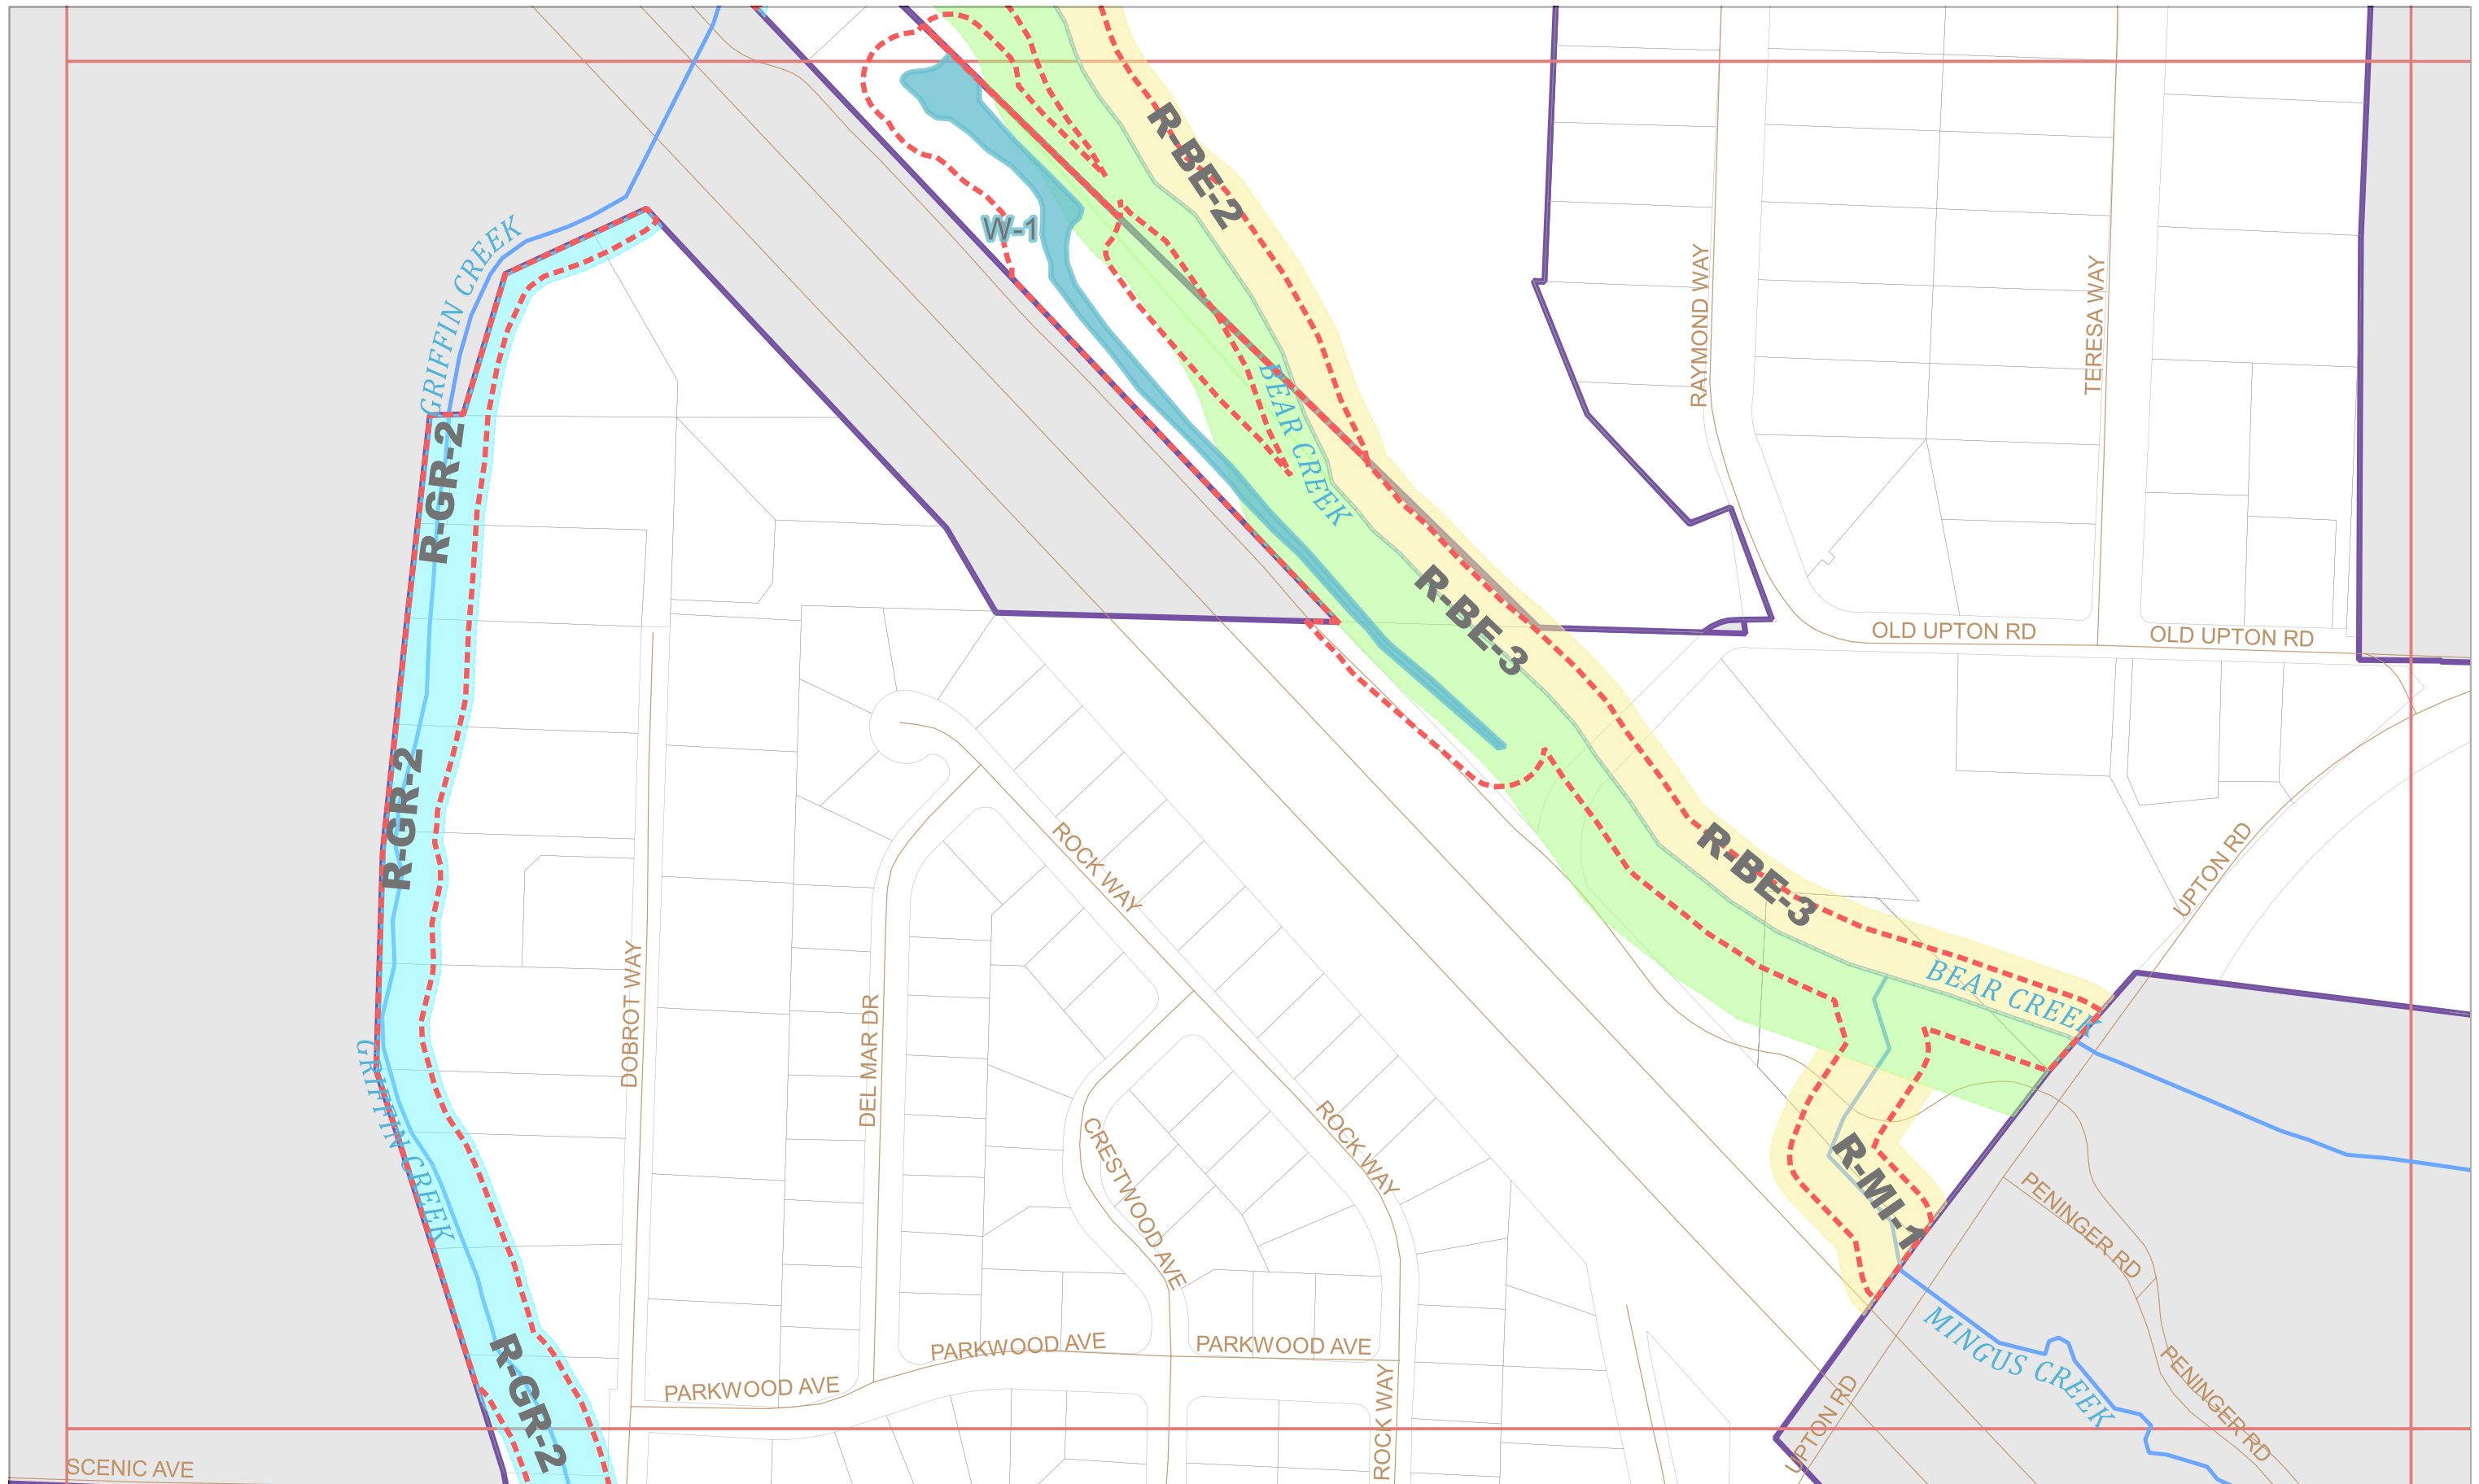 R-BE-2
W-1
GRIFFIN CREEK
RAYMOND WAY
TERESA WAY
BEAR CREEK
R-GR-2
R-BE-3
OLD UPTON RD
OLD UPTON RD
R-GR-2
ROCK WAY
R-BE-3
UPTON RD
DOBROT WAY
DEL MAR DR
BEAR CREEK
GRIFFIN CREEK
CRESTWOOD AVE
ROCK WAY
R-MI-1
PENINGER RD
MINGUS CREEK
PARKWOOD AVE
PARKWOOD AVE
PARKWOOD AVE
R-GR-2
ROCK WAY
UPTON RD
PENINGER RD
SCENIC AVE